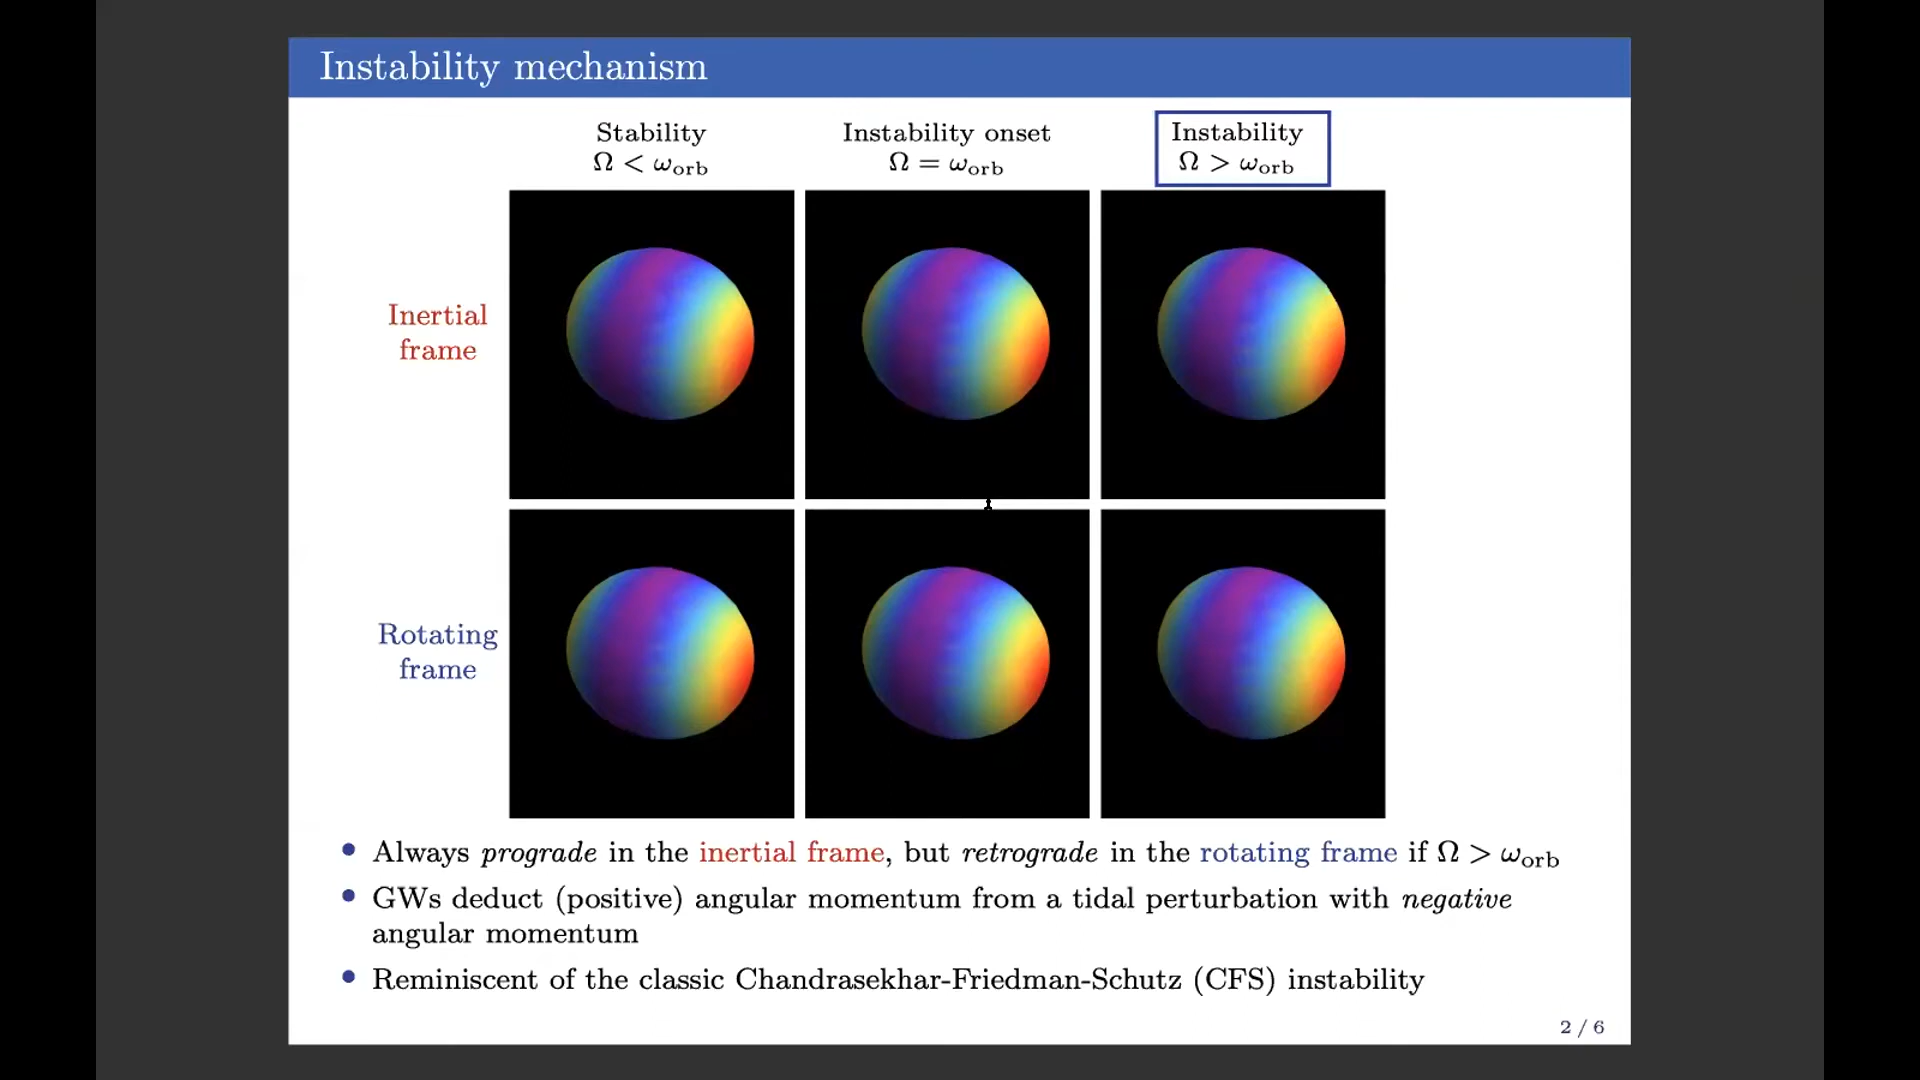 Instability mechanism
Stability
Ω < ω_orb
Instability onset
Ω = ω_orb
Instability
Ω > ω_orb
Inertial
frame
Rotating
frame
• Always prograde in the inertial frame, but retrograde in the rotating frame if Ω > ω_orb
• GWs deduct (positive) angular momentum from a tidal perturbation with negative
angular momentum
• Reminiscent of the classic Chandrasekhar-Friedman-Schutz (CFS) instability
2 / 6